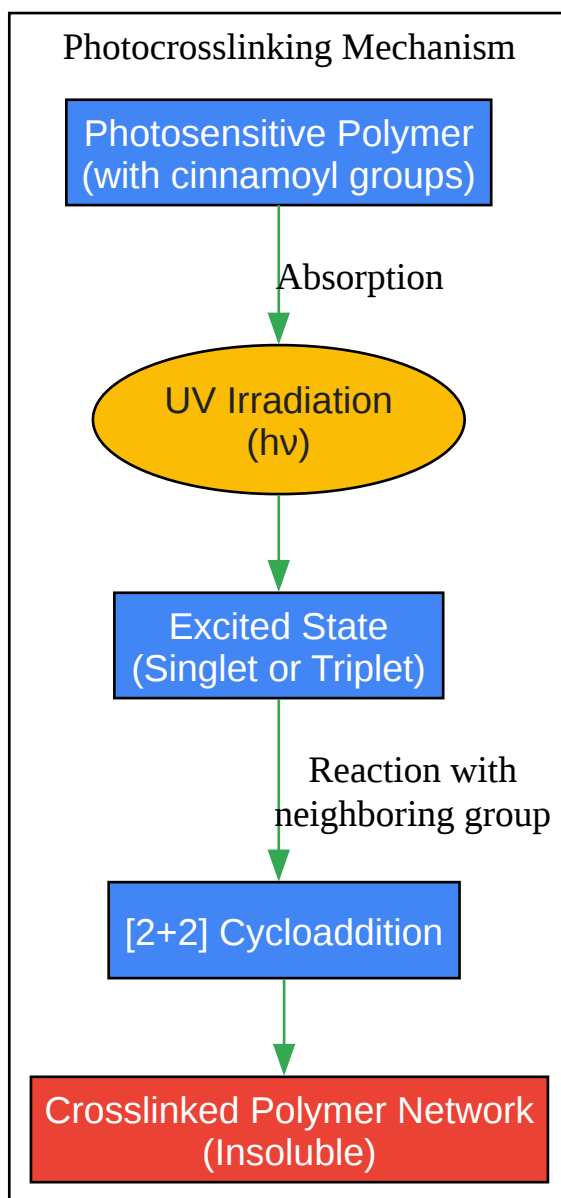 Photocrosslinking Mechanism
Photosensitive Polymer
(with cinnamoyl groups)
Absorption
UV Irradiation
(hν)
Excited State
(Singlet or Triplet)
Reaction with
neighboring group
[2+2] Cycloaddition
Crosslinked Polymer Network
(Insoluble)